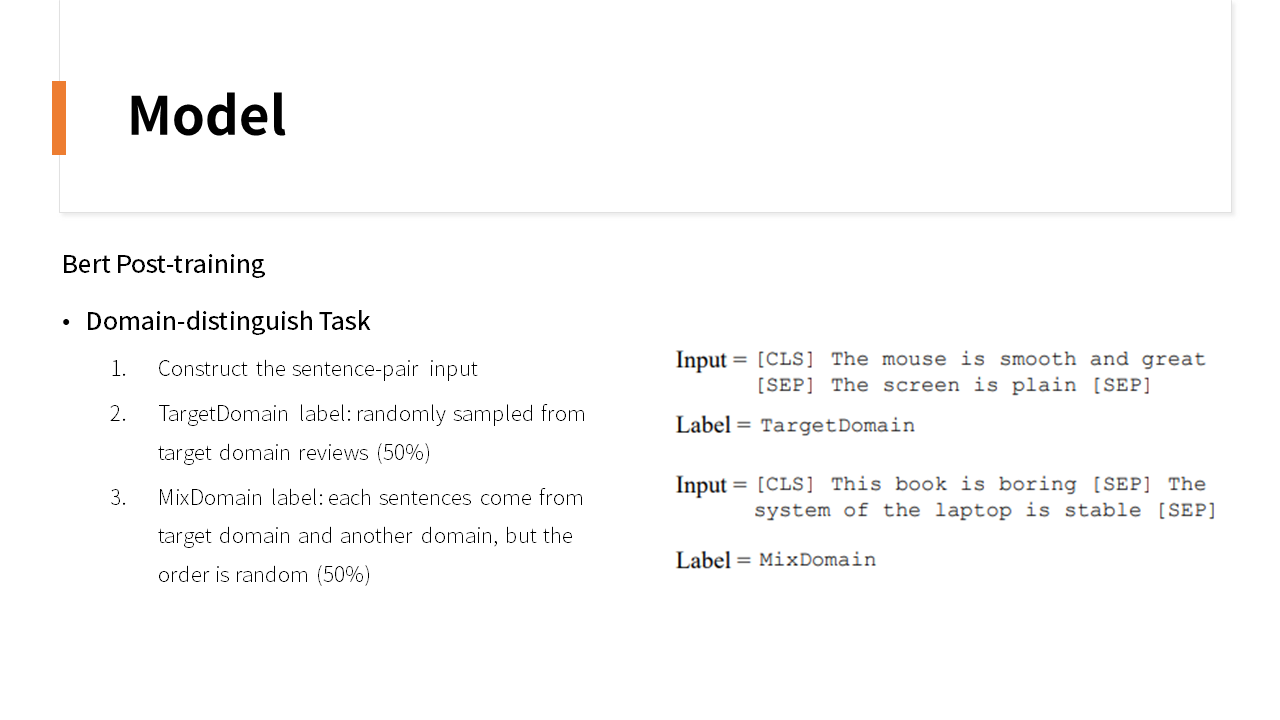 Model
Bert Post-training
• Domain-distinguish Task
1. Construct the sentence-pair input
2. TargetDomain label: randomly sampled from
target domain reviews (50%)
3. MixDomain label: each sentences come from
target domain and another domain, but the
order is random (50%)
Input = [CLS] The mouse is smooth and great
[SEP] The screen is plain [SEP]
Label = TargetDomain
Input = [CLS] This book is boring [SEP] The
system of the laptop is stable [SEP]
Label = MixDomain